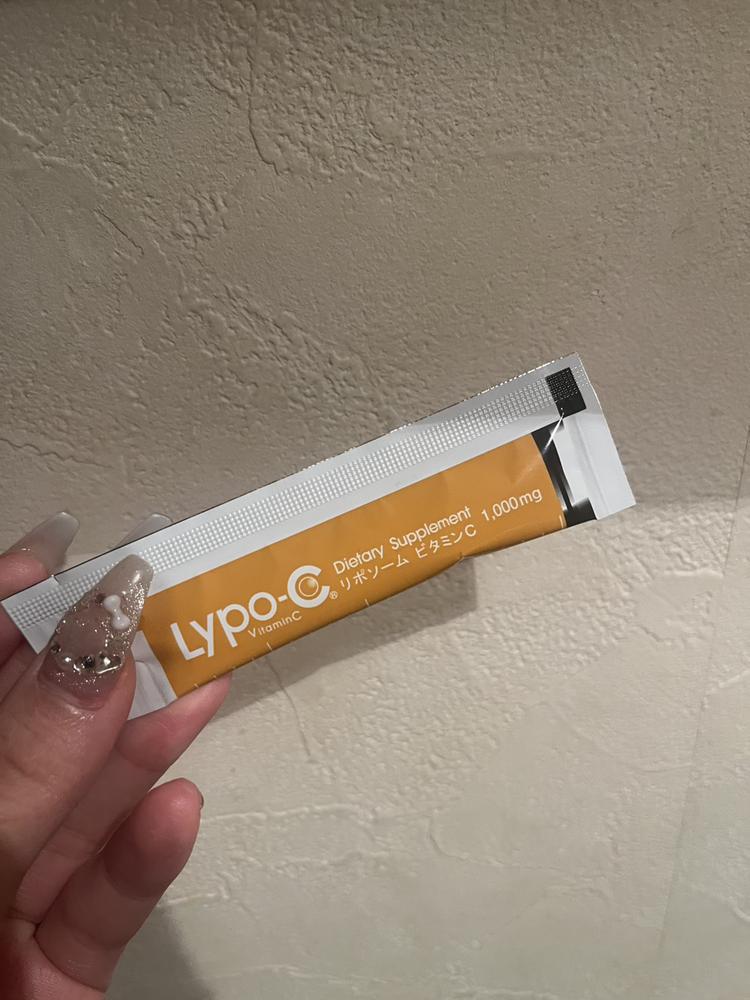 Lypo-C®
VitaminC
Dietary Supplement
リポソーム ビタミンC 1,000mg